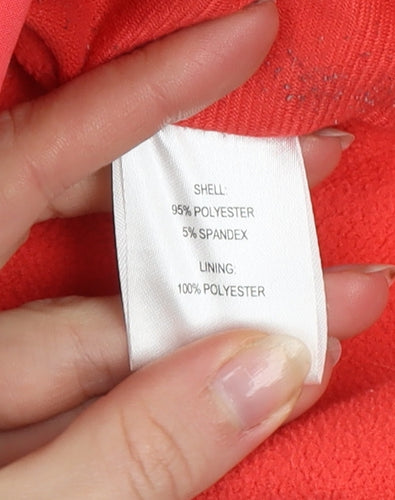 SHELL:
95% POLYESTER
5% SPANDEX
LINING:
100% POLYESTER